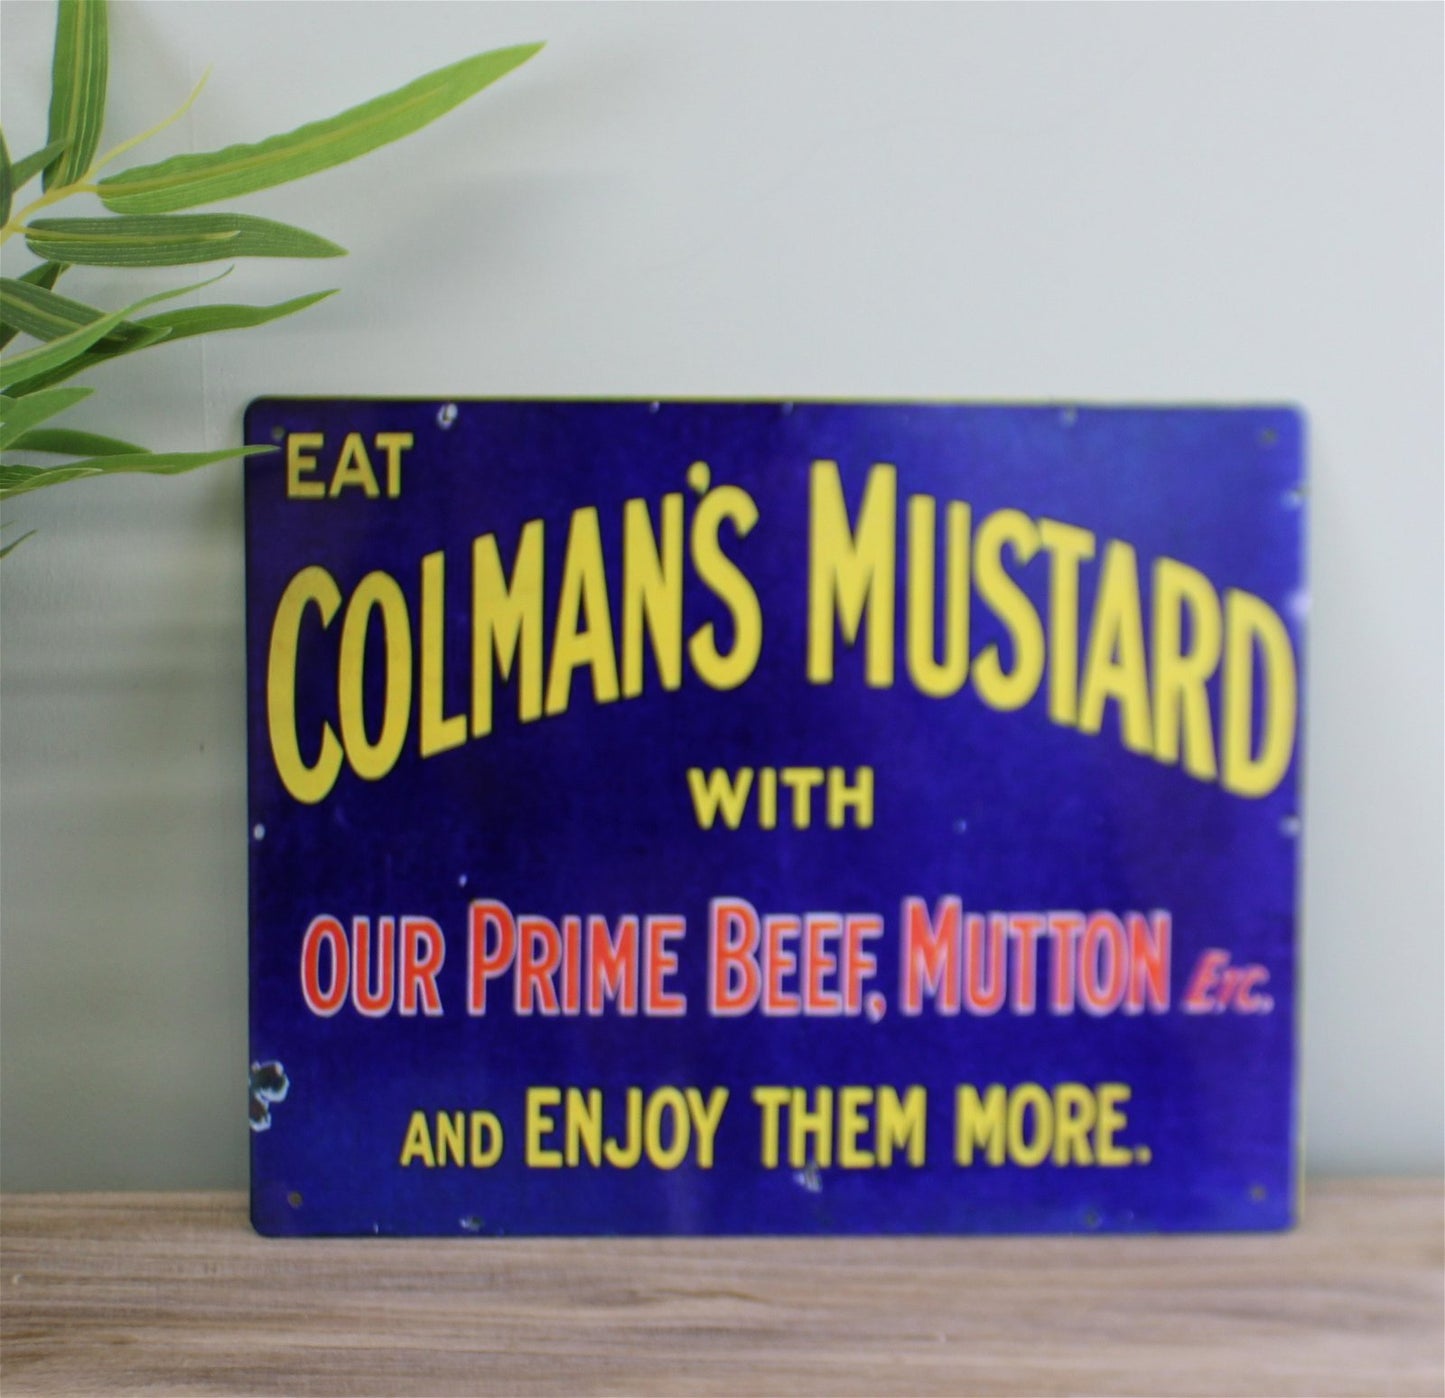 EAT
COLMAN'S MUSTARD
WITH
OUR PRIME BEEF, MUTTON ETC.
AND ENJOY THEM MORE.